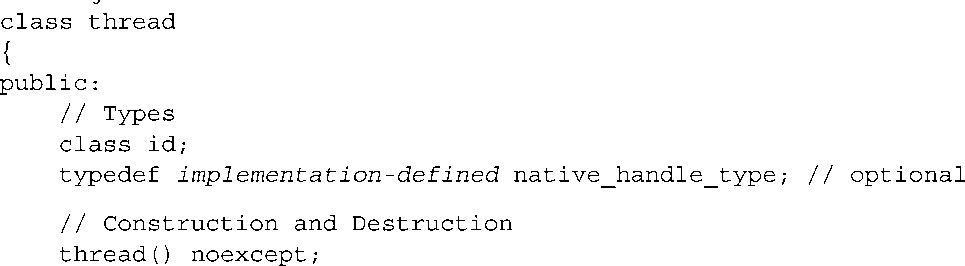 class thread
{
public:
    // Types
    class id;
    typedef implementation-defined native_handle_type; // optional
    // Construction and Destruction
    thread() noexcept;